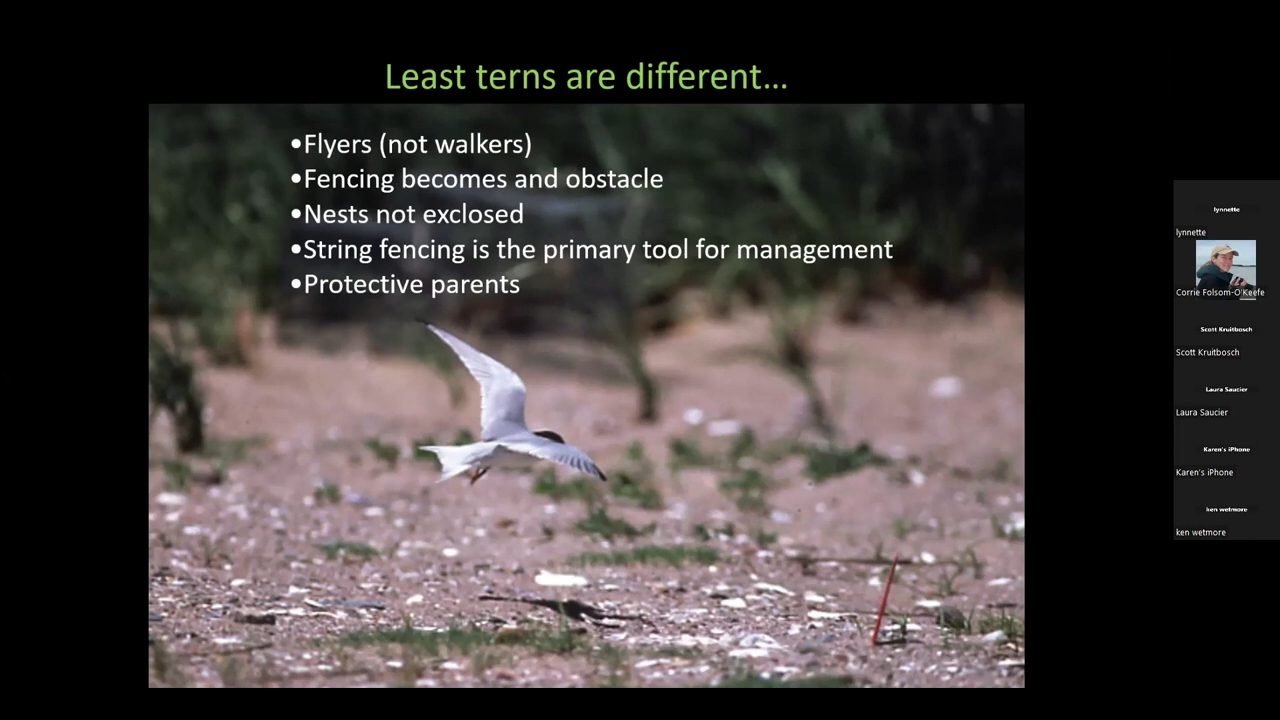 Least terns are different...
•Flyers (not walkers)
•Fencing becomes and obstacle
•Nests not exclosed
•String fencing is the primary tool for management
•Protective parents
lynnette
lynnette
Corrie Folsom-O'Keefe
Scott Kruitbosch
Scott Kruitbosch
Laura Saucier
Laura Saucier
Karen's iPhone
Karen's iPhone
ken wetmore
ken wetmore